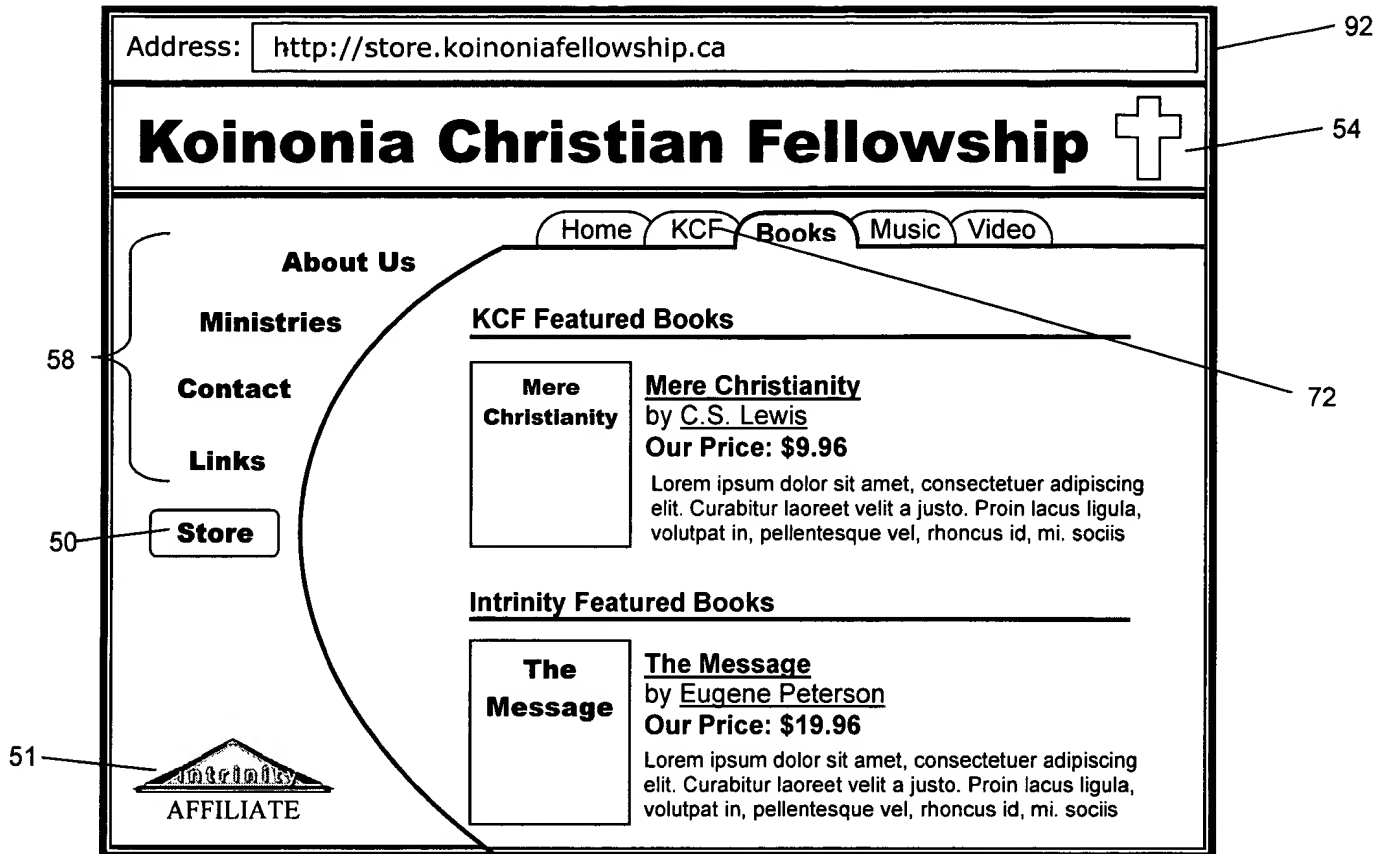 Address: http://store.koinoniafellowship.ca
92
Koinonia Christian Fellowship
54
Home KCF Books Music Video
About Us
Ministries
58
Contact
Links
50
Store
51
Intrinity
AFFILIATE
KCF Featured Books
Mere
Christianity
Mere Christianity
by C.S. Lewis
Our Price: $9.96
Lorem ipsum dolor sit amet, consectetuer adipiscing
elit. Curabitur laoreet velit a justo. Proin lacus ligula,
volutpat in, pellentesque vel, rhoncus id, mi. sociis
72
Intrinity Featured Books
The
Message
The Message
by Eugene Peterson
Our Price: $19.96
Lorem ipsum dolor sit amet, consectetuer adipiscing
elit. Curabitur laoreet velit a justo. Proin lacus ligula,
volutpat in, pellentesque vel, rhoncus id, mi. sociis